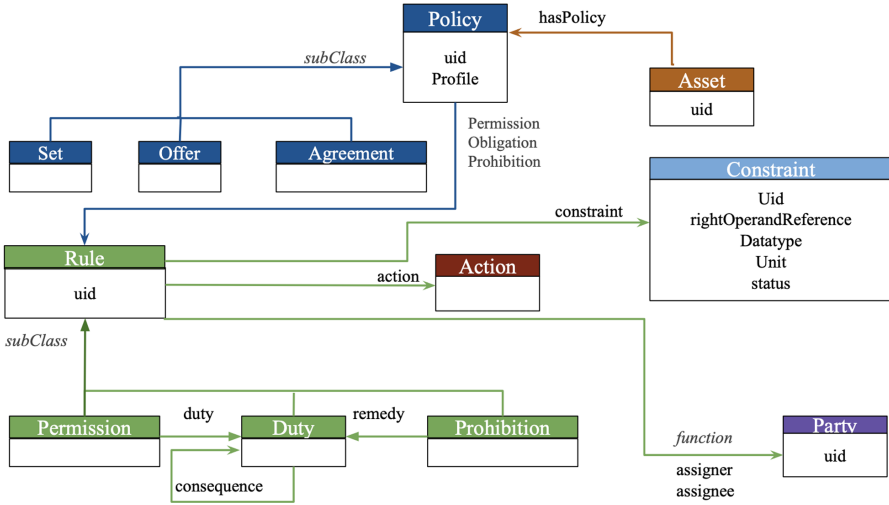 Policy
uid
Profile
hasPolicy
Asset
uid
subClass
Permission
Obligation
Prohibition
Set
Offer
Agreement
Constraint
Uid
rightOperandReference
Datatype
Unit
status
constraint
Rule
uid
action
Action
subClass
Permission
duty
Duty
remedy
Prohibition
consequence
function
assigner
assignee
Party
uid